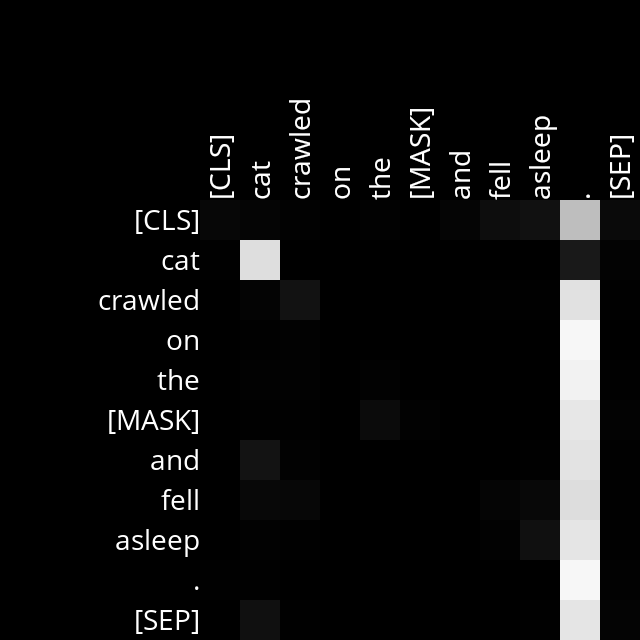 [CLS] cat crawled on the [MASK] and fell asleep . [SEP]
[CLS]
cat
crawled
on
the
[MASK]
and
fell
asleep
.
[SEP]